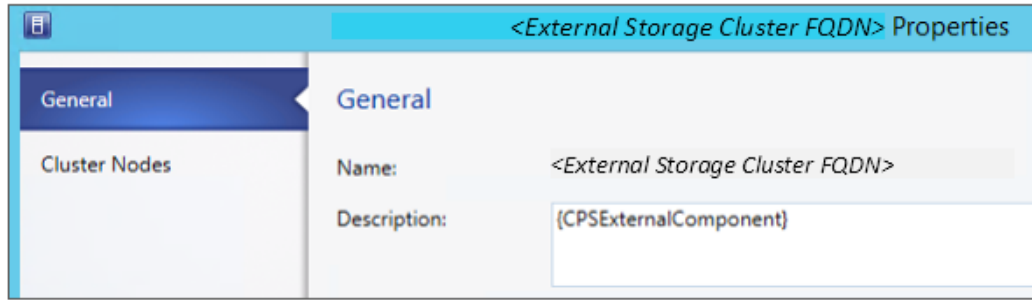 <External Storage Cluster FQDN> Properties
General
General
Cluster Nodes
Name:
<External Storage Cluster FQDN>
Description:
{CPSExternalComponent}